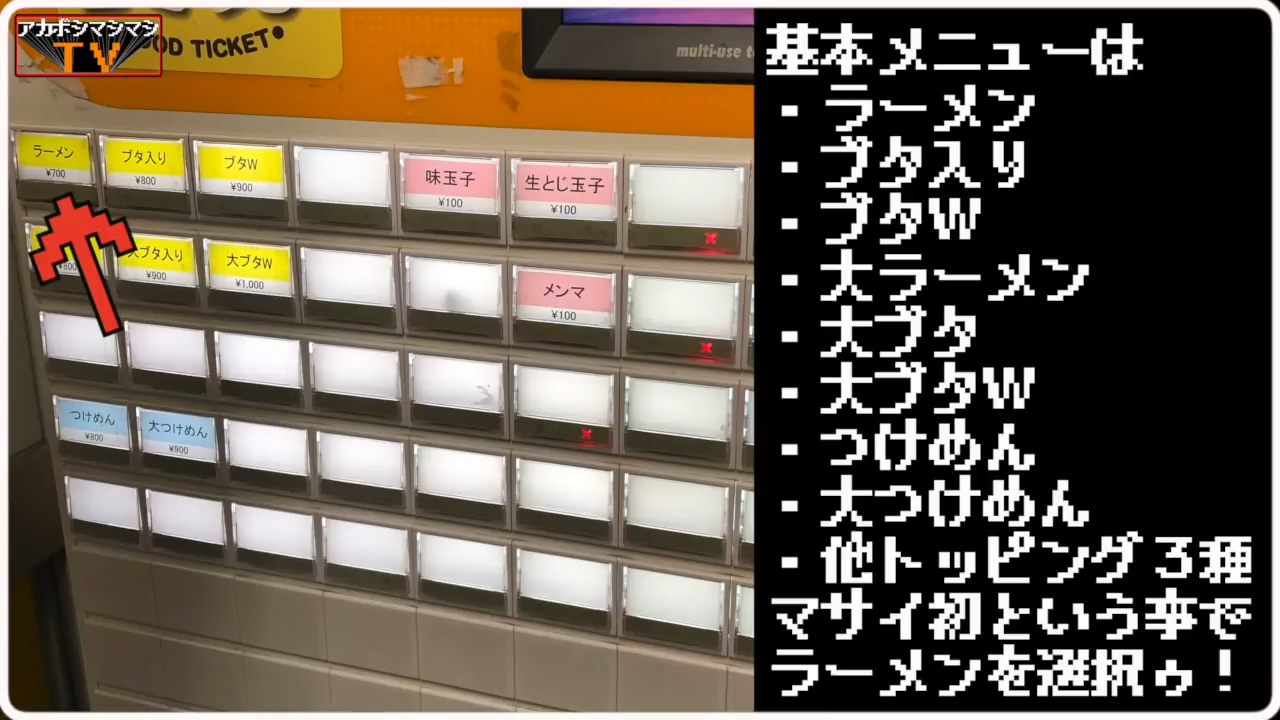 アカボシマシマシ
TV
OD TICKET
multi-use
ラーメン
¥700
ブタ入り
¥800
ブタW
¥900
味玉子
¥100
生とじ玉子
¥100
大ブタ入り
¥900
大ブタW
¥1,000
メンマ
¥100
つけめん
¥800
大つけめん
¥900
基本メニューは
・ラーメン
・ブタ入り
・ブタW
・大ラーメン
・大ブタ
・大ブタW
・つけめん
・大つけめん
・他トッピング3種
マサイ初という事で
ラーメンを選択ゥ！